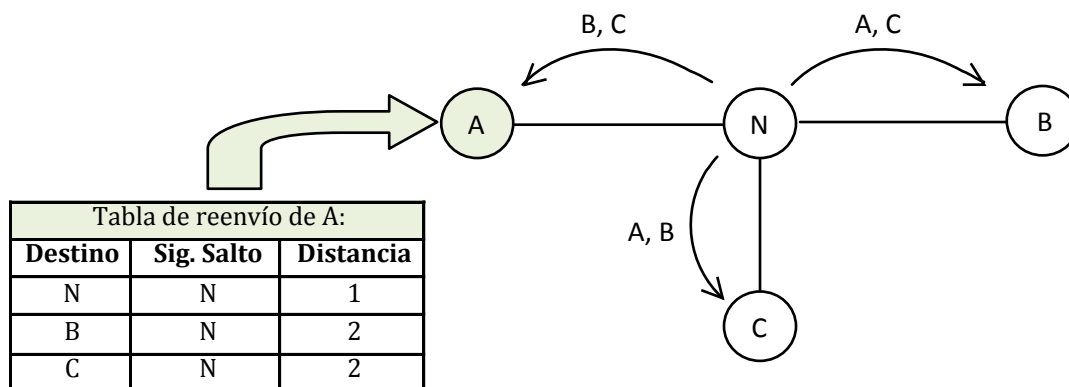 B, C
A, C
A
N
B
A, B
C
Tabla de reenvío de A:
Destino Sig. Salto Distancia
N N 1
B N 2
C N 2